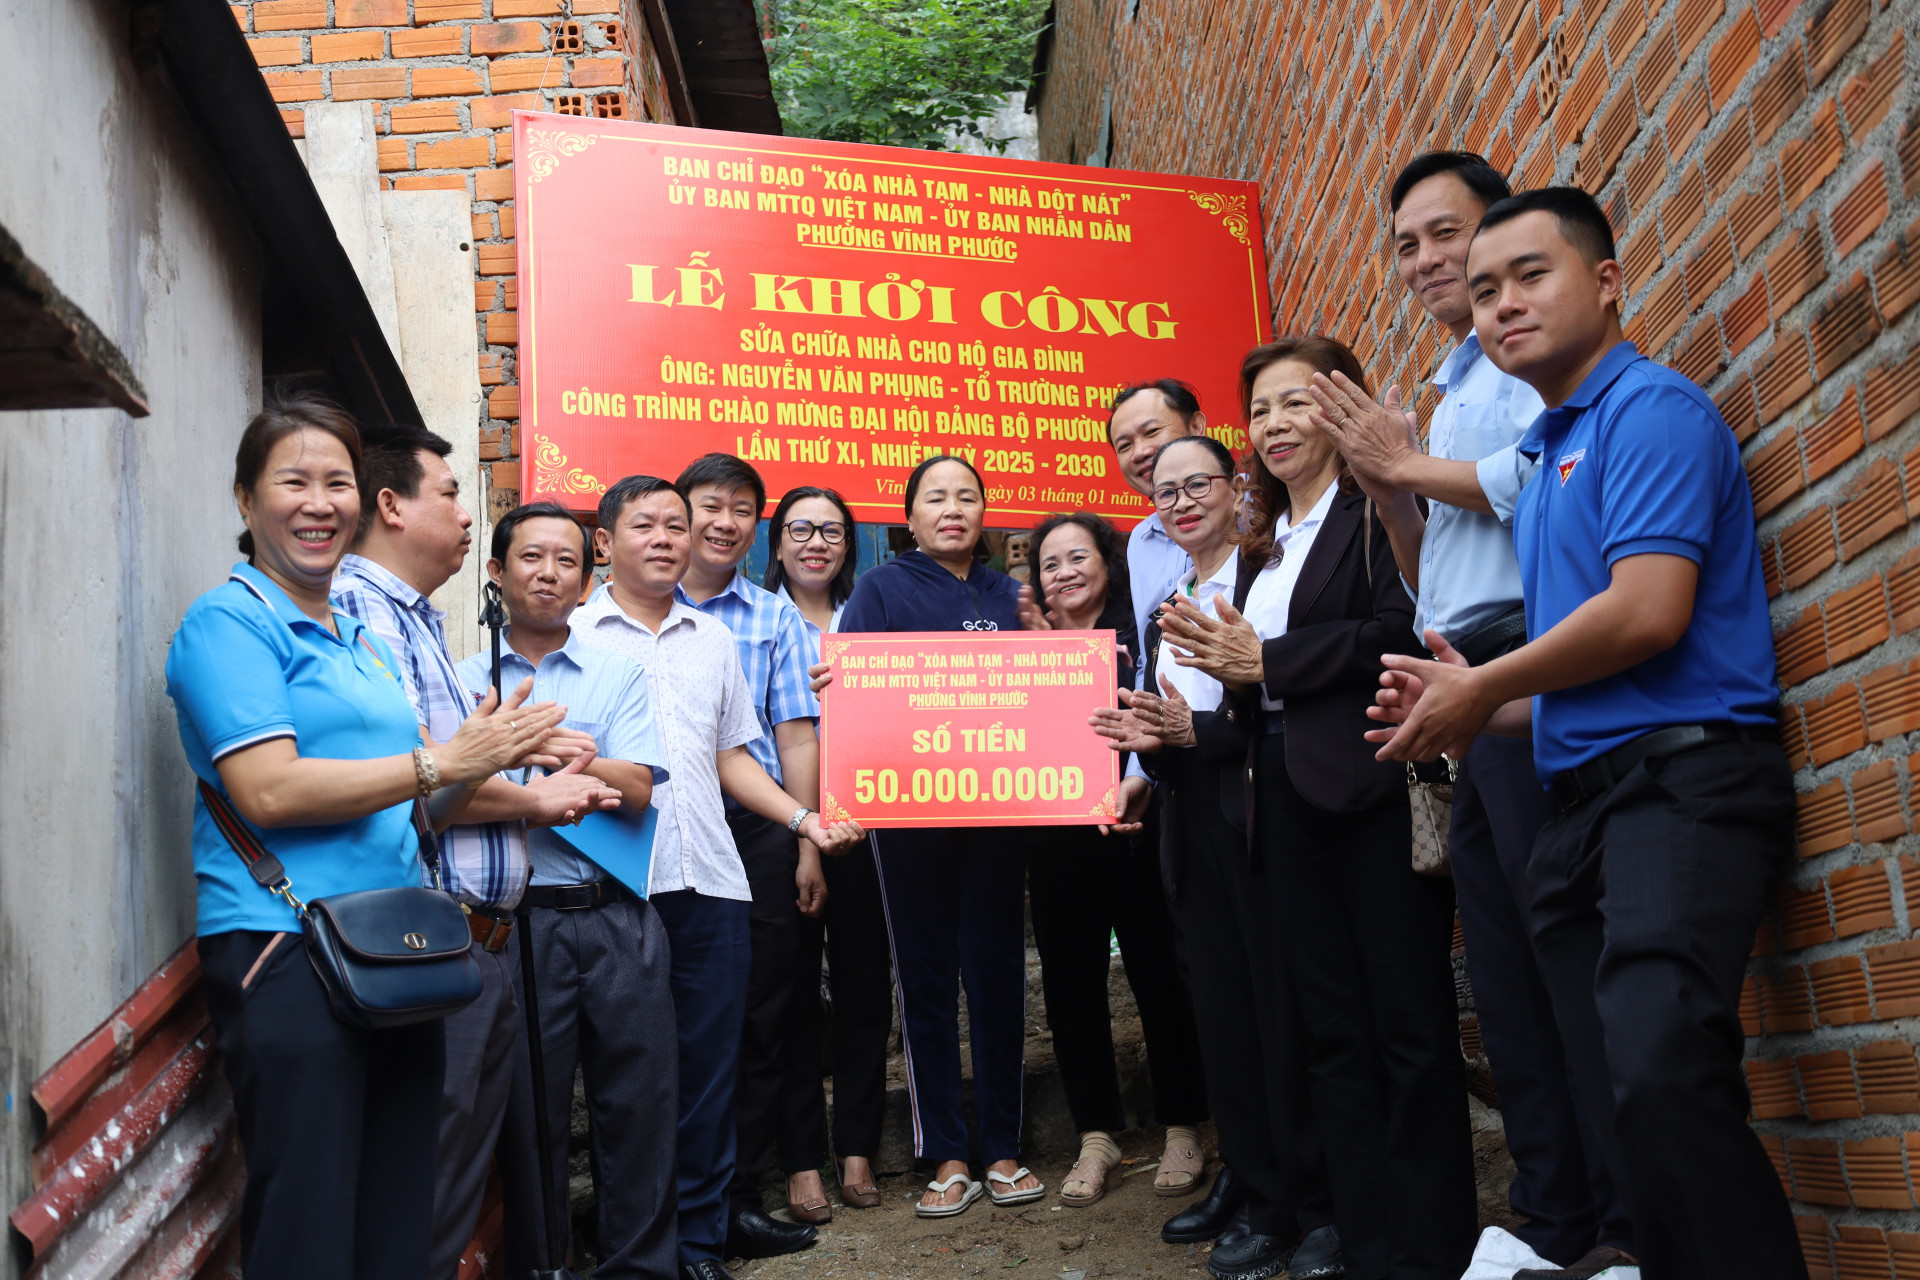 BAN CHỈ ĐẠO “XÓA NHÀ TẠM - NHÀ DỘT NÁT”
ỦY BAN MTTQ VIỆT NAM - ỦY BAN NHÂN DÂN
PHƯỜNG VĨNH PHƯỚC
LỄ KHỞI CÔNG
SỬA CHỮA NHÀ CHO HỘ GIA ĐÌNH
ÔNG: NGUYỄN VĂN PHỤNG - TỔ TRƯỜNG PHÚ
CÔNG TRÌNH CHÀO MỪNG ĐẠI HỘI ĐẢNG BỘ
LẦN THỨ XI, NHIỆM KỲ 2025 - 2030
03 tháng 01 năm
GOOD
BAN CHỈ ĐẠO "XÓA NHÀ TẠM - NHÀ DỘT NÁT"
ỦY BAN MTTQ VIỆT NAM - ỦY BAN NHÂN DÂN
PHƯỜNG VĨNH PHƯỚC
SỐ TIỀN
50.000.000Đ